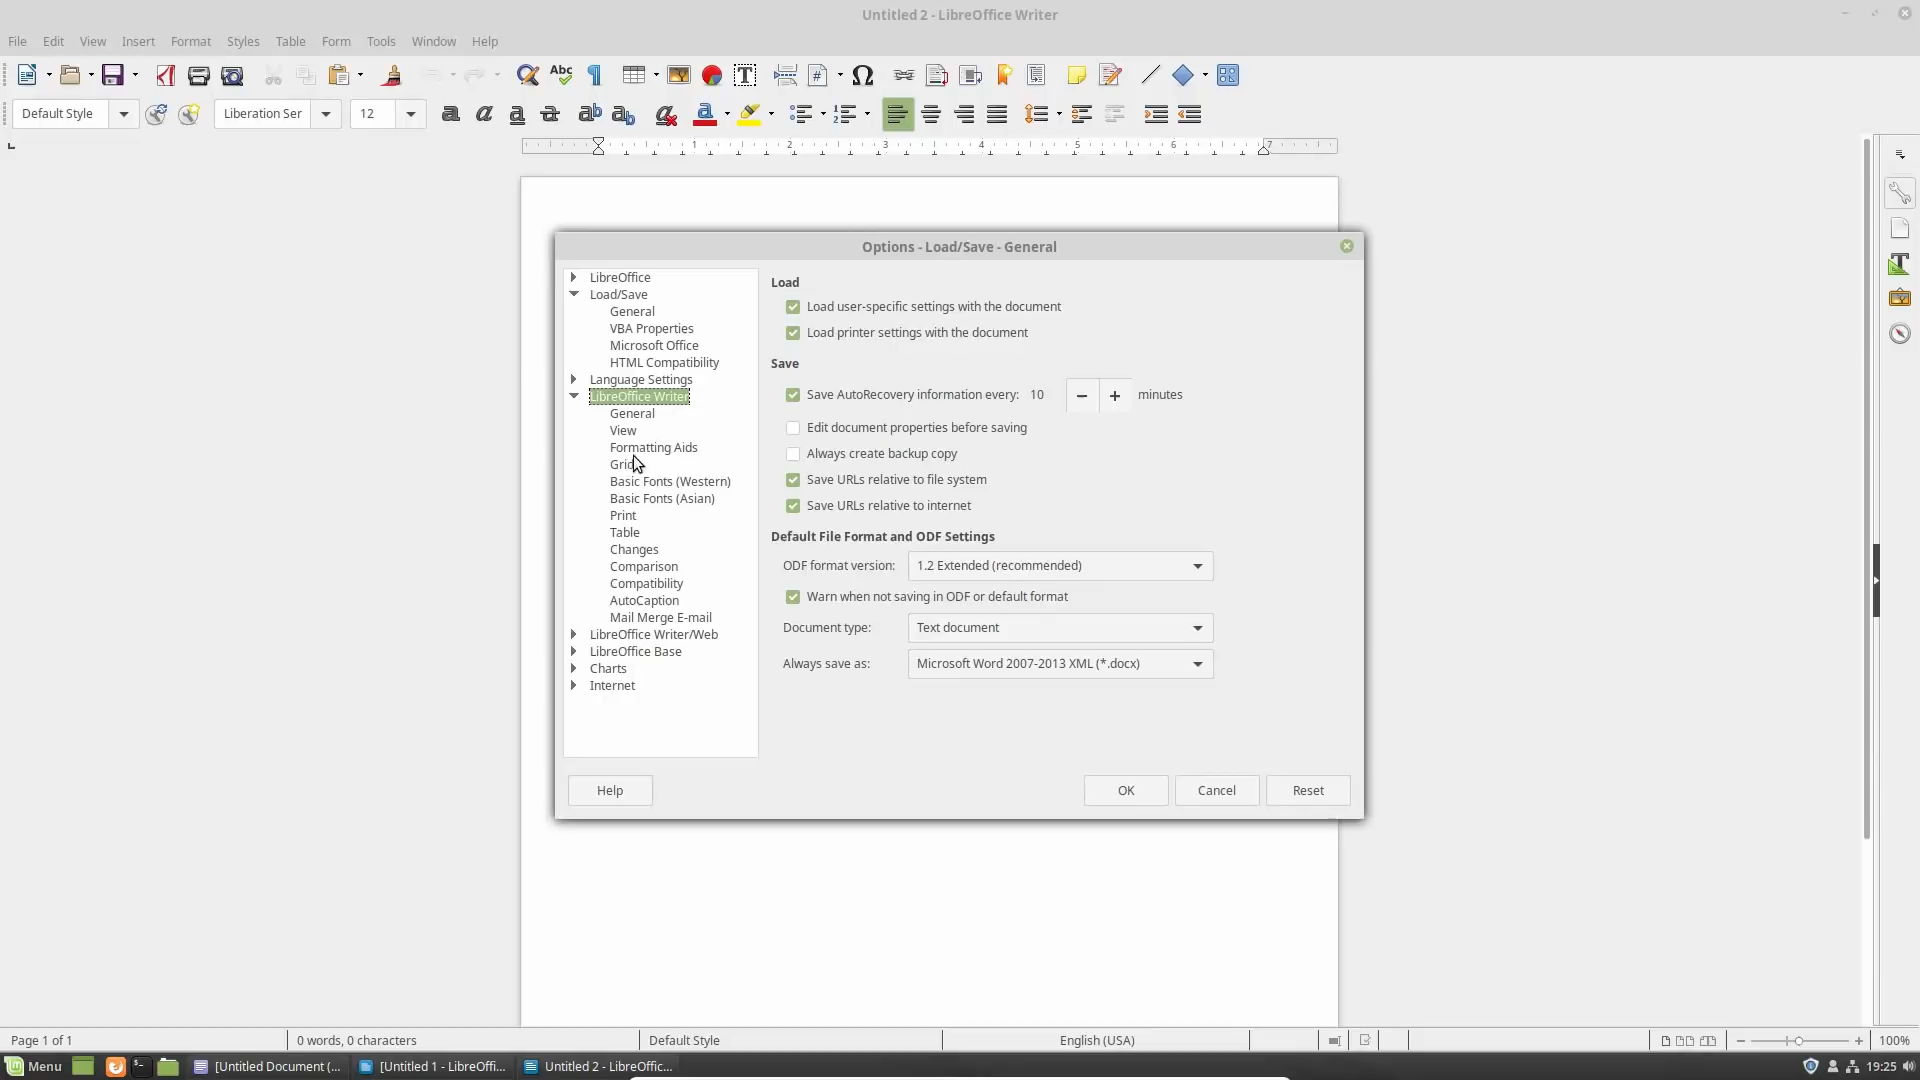 Untitled 2 - LibreOffice Writer
File Edit View Insert Format Styles Table Form Tools Window Help
Default Style Liberation Ser 12
1 2 3 4 5 6 7
Options - Load/Save - General
LibreOffice
Load/Save
General
VBA Properties
Microsoft Office
HTML Compatibility
Language Settings
LibreOffice Writer
General
View
Formatting Aids
Grid
Basic Fonts (Western)
Basic Fonts (Asian)
Print
Table
Changes
Comparison
Compatibility
AutoCaption
Mail Merge E-mail
LibreOffice Writer/Web
LibreOffice Base
Charts
Internet
Load
Load user-specific settings with the document
Load printer settings with the document
Save
Save AutoRecovery information every: 10 minutes
Edit document properties before saving
Always create backup copy
Save URLs relative to file system
Save URLs relative to internet
Default File Format and ODF Settings
ODF format version: 1.2 Extended (recommended)
Warn when not saving in ODF or default format
Document type: Text document
Always save as: Microsoft Word 2007-2013 XML (*.docx)
Help OK Cancel Reset
Page 1 of 1 0 words, 0 characters Default Style English (USA) 100%
Menu [Untitled Document (... [Untitled 1 - LibreOffi... Untitled 2 - LibreOffic... 19:25